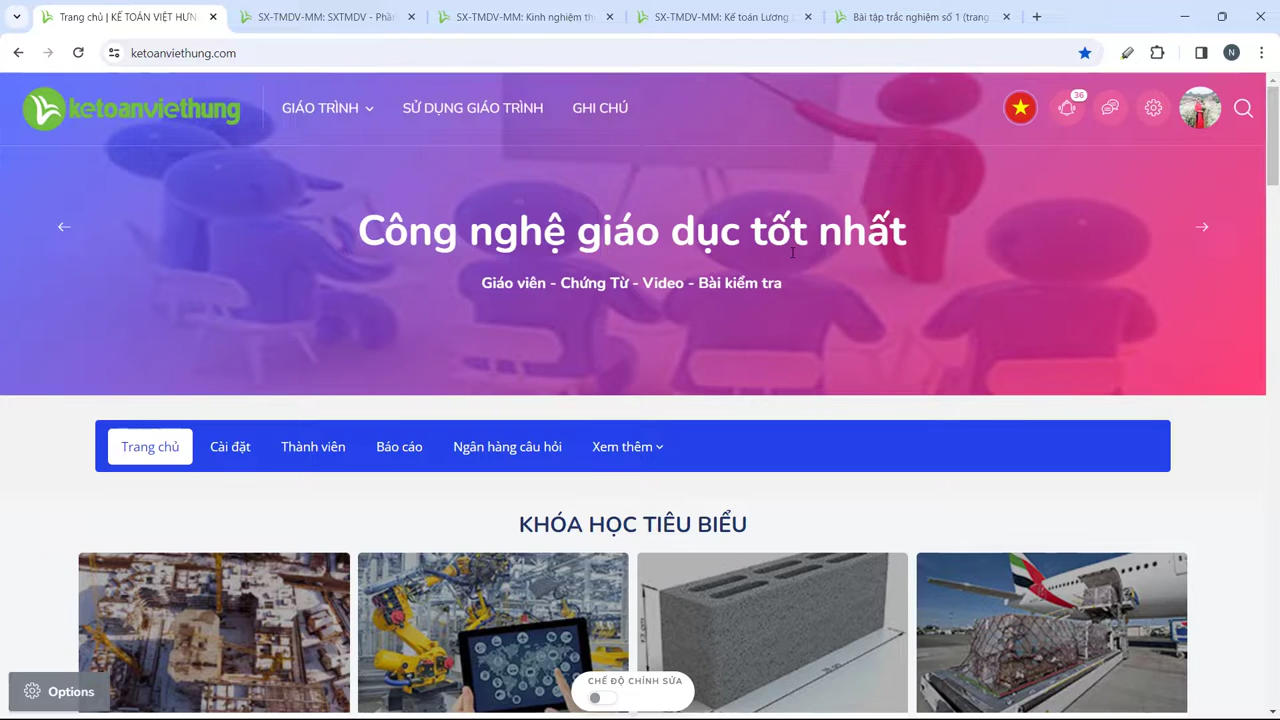 Trang chủ | KẾ TOÁN VIỆT HƯN
SX-TMDV-MM: SXTMDV - Phầ
SX-TMDV-MM: Kinh nghiệm th
SX-TMDV-MM: Kế toán Lương
Bài tập trắc nghiệm số 1 (trang
ketoanviethung.com
N
ketoanviethung
GIÁO TRÌNH
SỬ DỤNG GIÁO TRÌNH
GHI CHÚ
36
Công nghệ giáo dục tốt nhất
Giáo viên - Chứng Từ - Video - Bài kiểm tra
Trang chủ
Cài đặt
Thành viên
Báo cáo
Ngân hàng câu hỏi
Xem thêm
KHÓA HỌC TIÊU BIỂU
Options
CHẾ ĐỘ CHỈNH SỬA